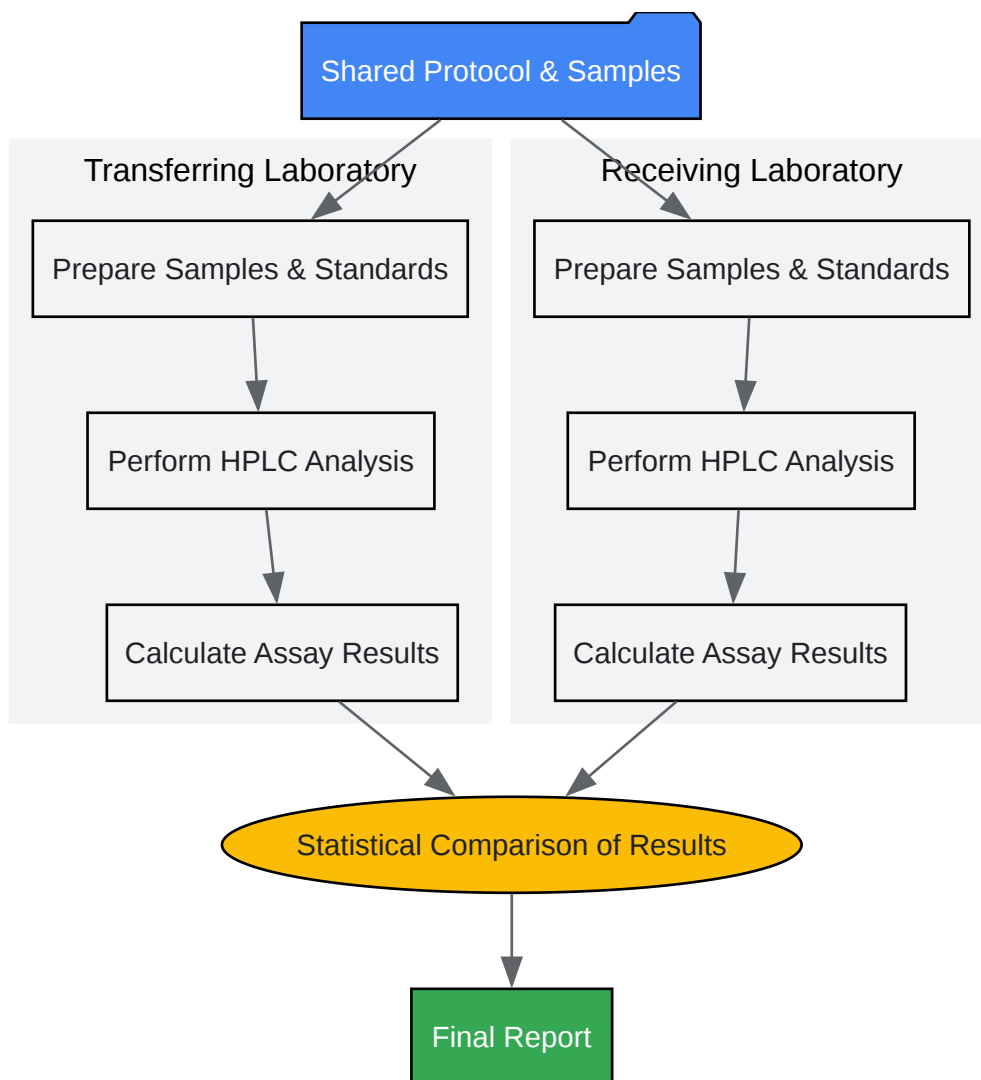 Shared Protocol & Samples
Transferring Laboratory
Receiving Laboratory
Prepare Samples & Standards
Prepare Samples & Standards
Perform HPLC Analysis
Perform HPLC Analysis
Calculate Assay Results
Calculate Assay Results
Statistical Comparison of Results
Final Report